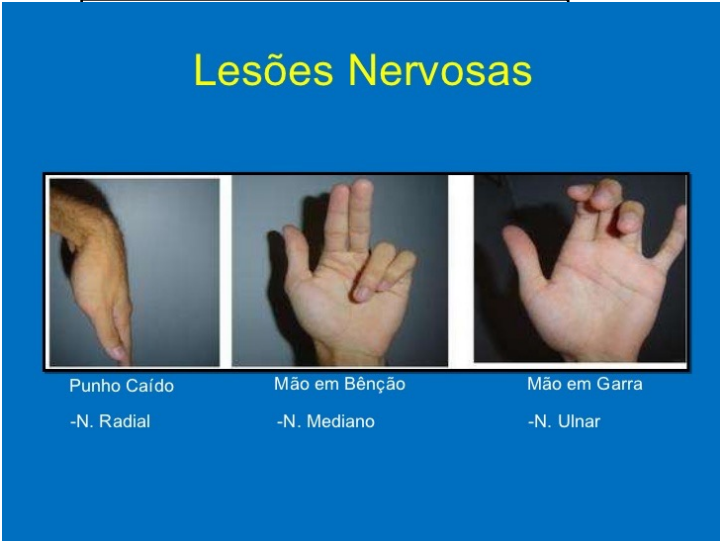 Lesões Nervosas
Punho Caído
Mão em Bênção
Mão em Garra
-N. Radial
-N. Mediano
-N. Ulnar